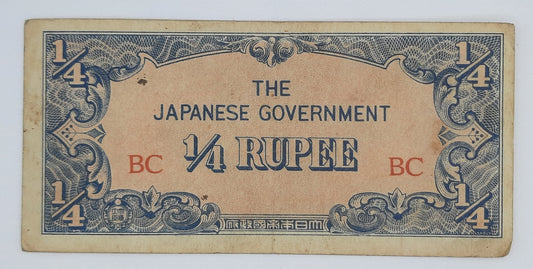 1/4 1/4
THE
JAPANESE GOVERNMENT
BC 1/4 RUPEE BC
1/4 1/4